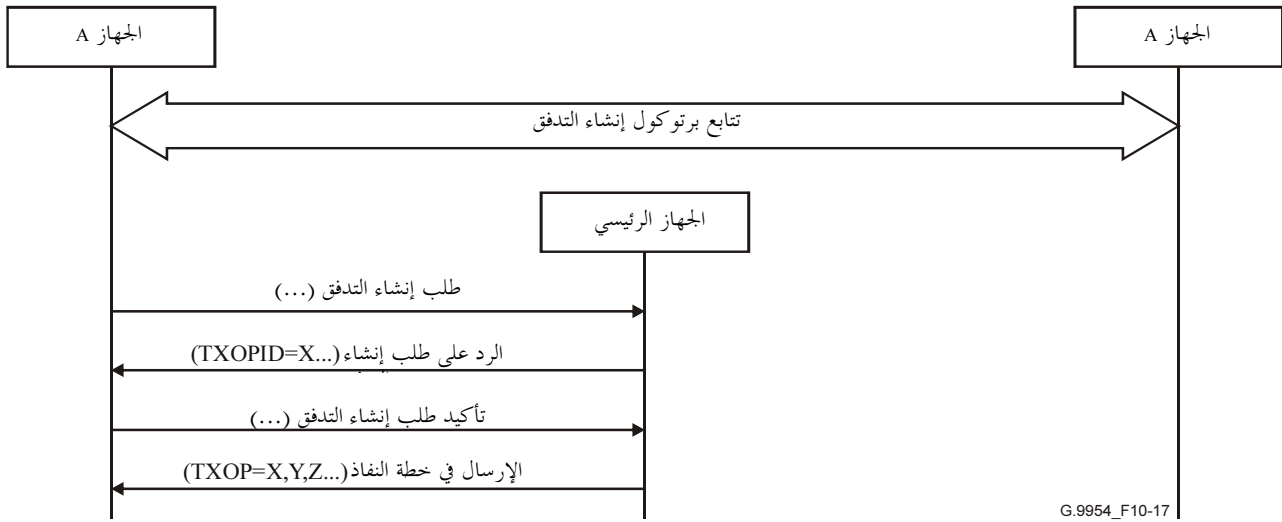 الجهاز A
الجهاز A
تتابع برتوكول إنشاء التدفق
الجهاز الرئيسي
طلب إنشاء التدفق (...)
الرد على طلب إنشاء (TXOPID=X...)
تأكيد طلب إنشاء التدفق (...)
الإرسال في خطة النفاذ (TXOP=X,Y,Z...)
G.9954_F10-17